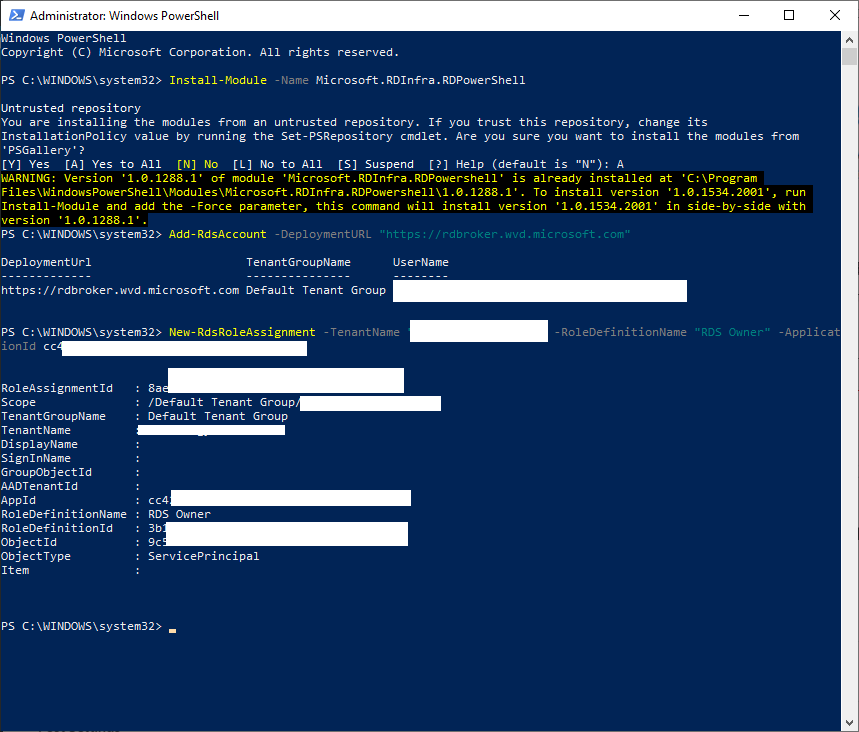 Administrator: Windows PowerShell
Windows PowerShell
Copyright (C) Microsoft Corporation. All rights reserved.
PS C:\WINDOWS\system32> Install-Module -Name Microsoft.RDInfra.RDPowerShell
Untrusted repository
You are installing the modules from an untrusted repository. If you trust this repository, change its
InstallationPolicy value by running the Set-PSRepository cmdlet. Are you sure you want to install the modules from
'PSGallery'?
[Y] Yes  [A] Yes to All  [N] No  [L] No to All  [S] Suspend  [?] Help (default is "N"): A
WARNING: Version '1.0.1288.1' of module 'Microsoft.RDInfra.RDPowershell' is already installed at 'C:\Program
Files\WindowsPowerShell\Modules\Microsoft.RDInfra.RDPowershell\1.0.1288.1'. To install version '1.0.1534.2001', run
Install-Module and add the -Force parameter, this command will install version '1.0.1534.2001' in side-by-side with
version '1.0.1288.1'.
PS C:\WINDOWS\system32> Add-RdsAccount -DeploymentURL "https://rdbroker.wvd.microsoft.com"
DeploymentUrl TenantGroupName UserName
------------- --------------- --------
https://rdbroker.wvd.microsoft.com Default Tenant Group
PS C:\WINDOWS\system32> New-RdsRoleAssignment -TenantName -RoleDefinitionName "RDS Owner" -Applicat
ionId cc4
RoleAssignmentId : 8ae
Scope : /Default Tenant Group/
TenantGroupName : Default Tenant Group
TenantName :
DisplayName :
SignInName :
GroupObjectId :
AADTenantId :
AppId : cc4
RoleDefinitionName : RDS Owner
RoleDefinitionId : 3b1
ObjectId : 9c5
ObjectType : ServicePrincipal
Item :
PS C:\WINDOWS\system32>